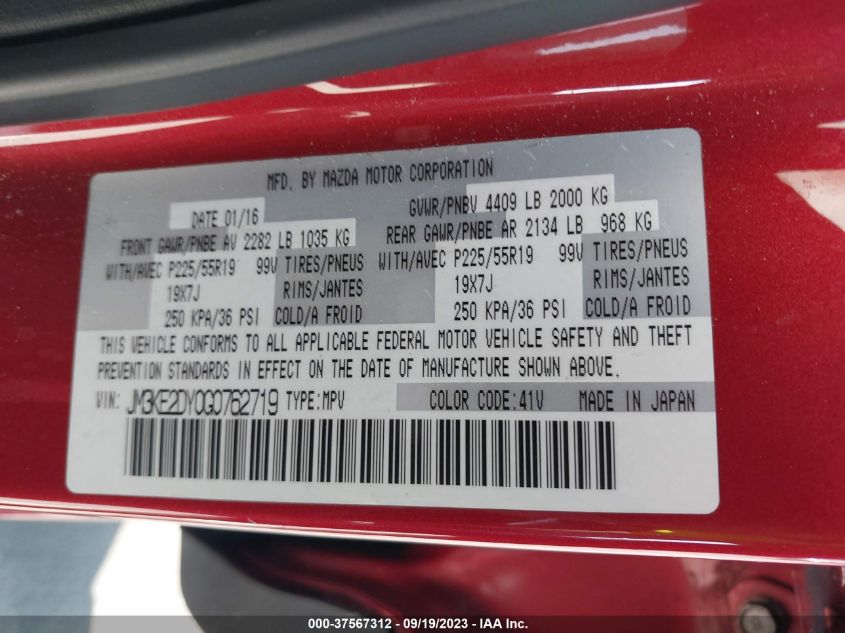 MFD. BY MAZDA MOTOR CORPORATION
DATE 01/16 GVWR/PNBV 4409 LB 2000 KG
FRONT GAWR/PNBE AV 2282 LB 1035 KG REAR GAWR/PNBE AR 2134 LB 968 KG
WITH/AVEC P225/55R19 99V TIRES/PNEUS WITH/AVEC P225/55R19 99V TIRES/PNEUS
19X7J RIMS/JANTES 19X7J RIMS/JANTES
250 KPA/36 PSI COLD/A FROID 250 KPA/36 PSI COLD/A FROID
THIS VEHICLE CONFORMS TO ALL APPLICABLE FEDERAL MOTOR VEHICLE SAFETY AND THEFT
PREVENTION STANDARDS IN EFFECT ON THE DATE OF MANUFACTURE SHOWN ABOVE.
VIN: JM3KE2DY0G0762719 TYPE:MPV COLOR CODE:41V MADE IN JAPAN
000-37567312 - 09/19/2023 - IAAI.com